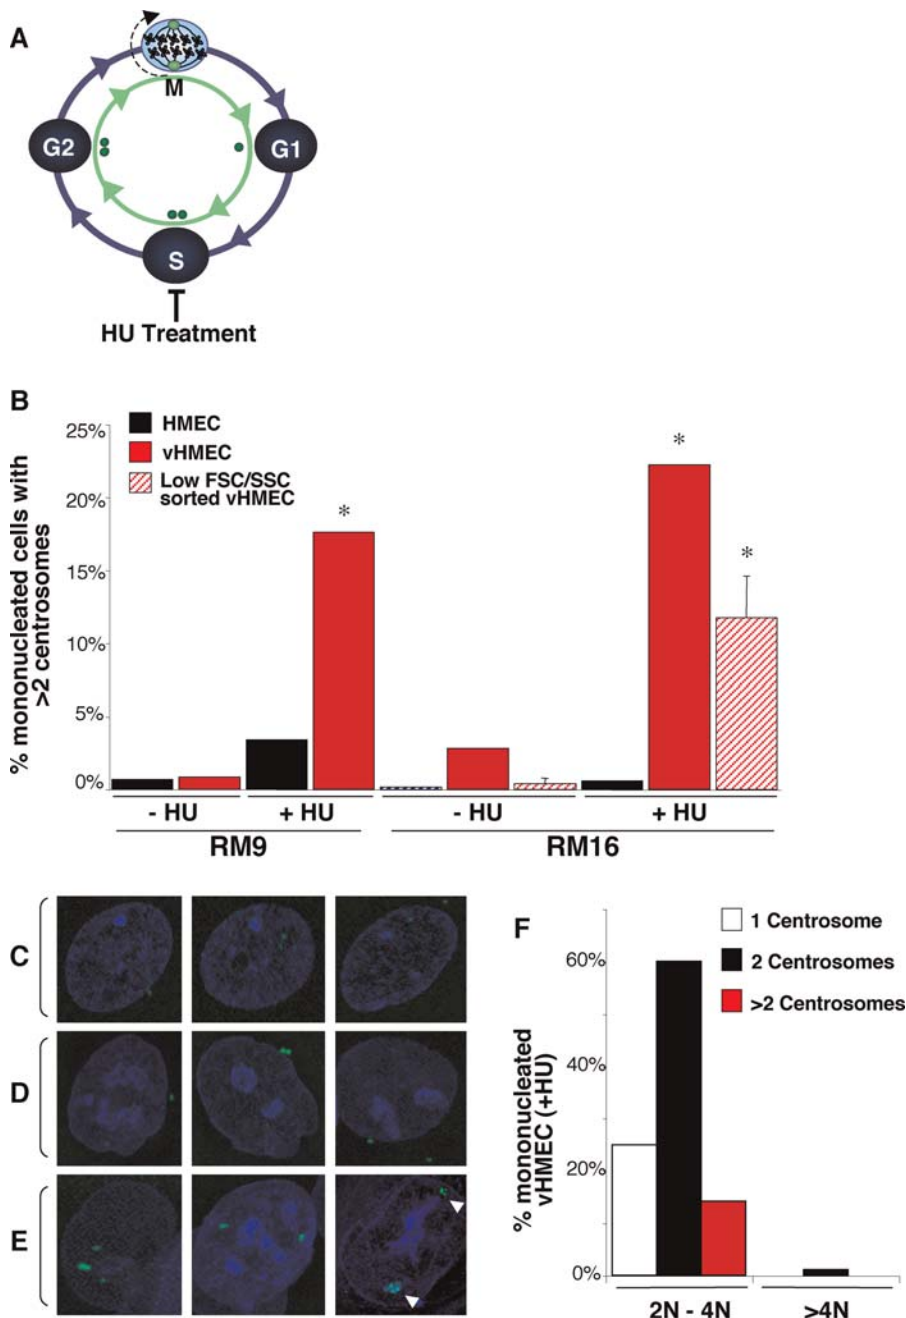 A
M
G2
G1
S
HU Treatment
B
HMEC
vHMEC
Low FSC/SSC
sorted vHMEC
% mononucleated cells with
>2 centrosomes
25%
20%
15%
10%
5%
0%
*
*
*
- HU
+ HU
- HU
+ HU
RM9
RM16
C
D
E
F
1 Centrosome
2 Centrosomes
>2 Centrosomes
% mononucleated
vHMEC (+HU)
60%
40%
20%
0%
2N - 4N
>4N